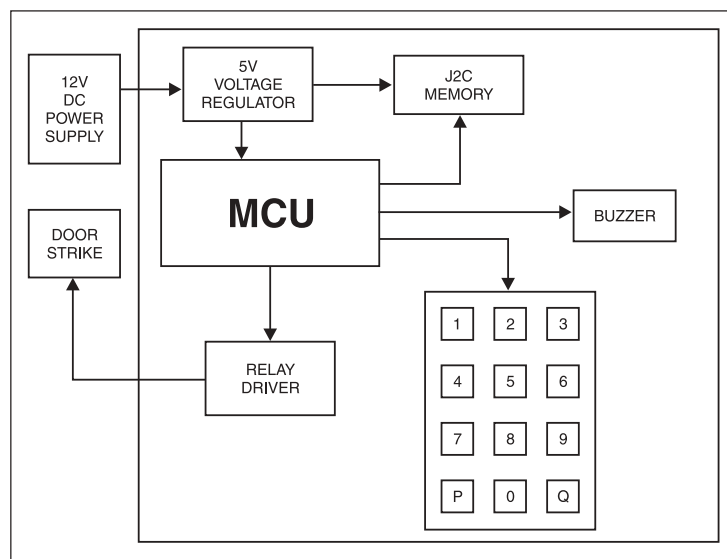 12V
DC
POWER
SUPPLY
5V
VOLTAGE
REGULATOR
J2C
MEMORY
MCU
BUZZER
DOOR
STRIKE
RELAY
DRIVER
1 2 3
4 5 6
7 8 9
P 0 Q